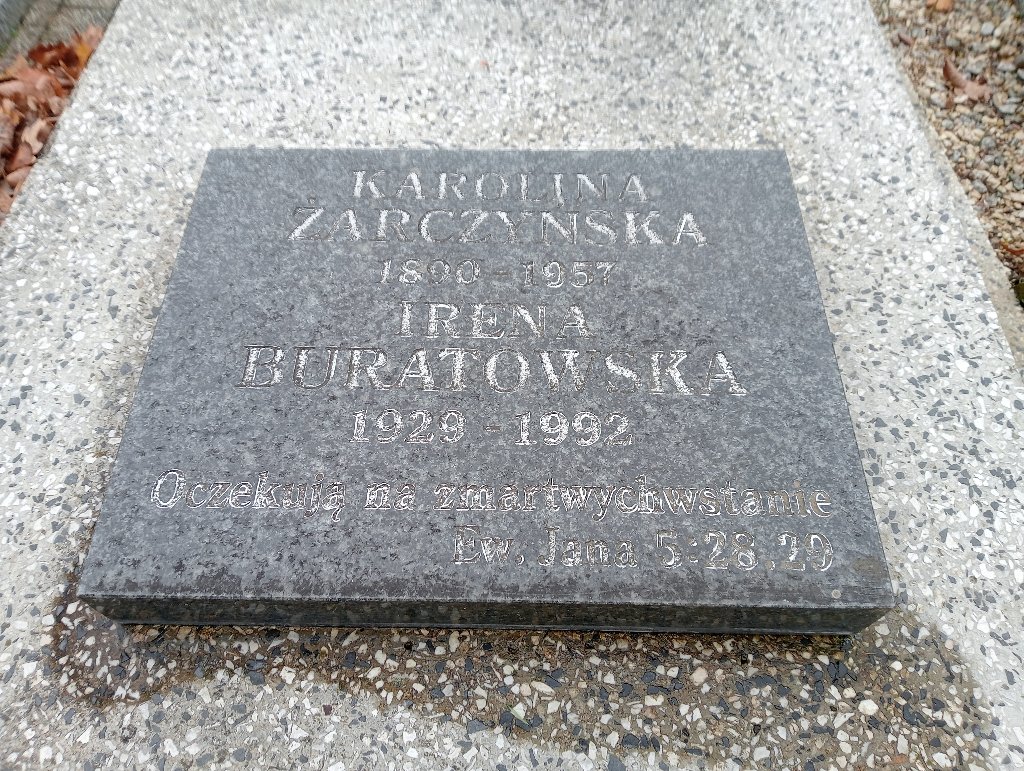 KAROLINA
ŻARCZYŃSKA
1890 - 1957
IRENA
BURATOWSKA
1929 - 1992
Oczekują na zmartwychwstanie
Ew. Jana 5:28.29